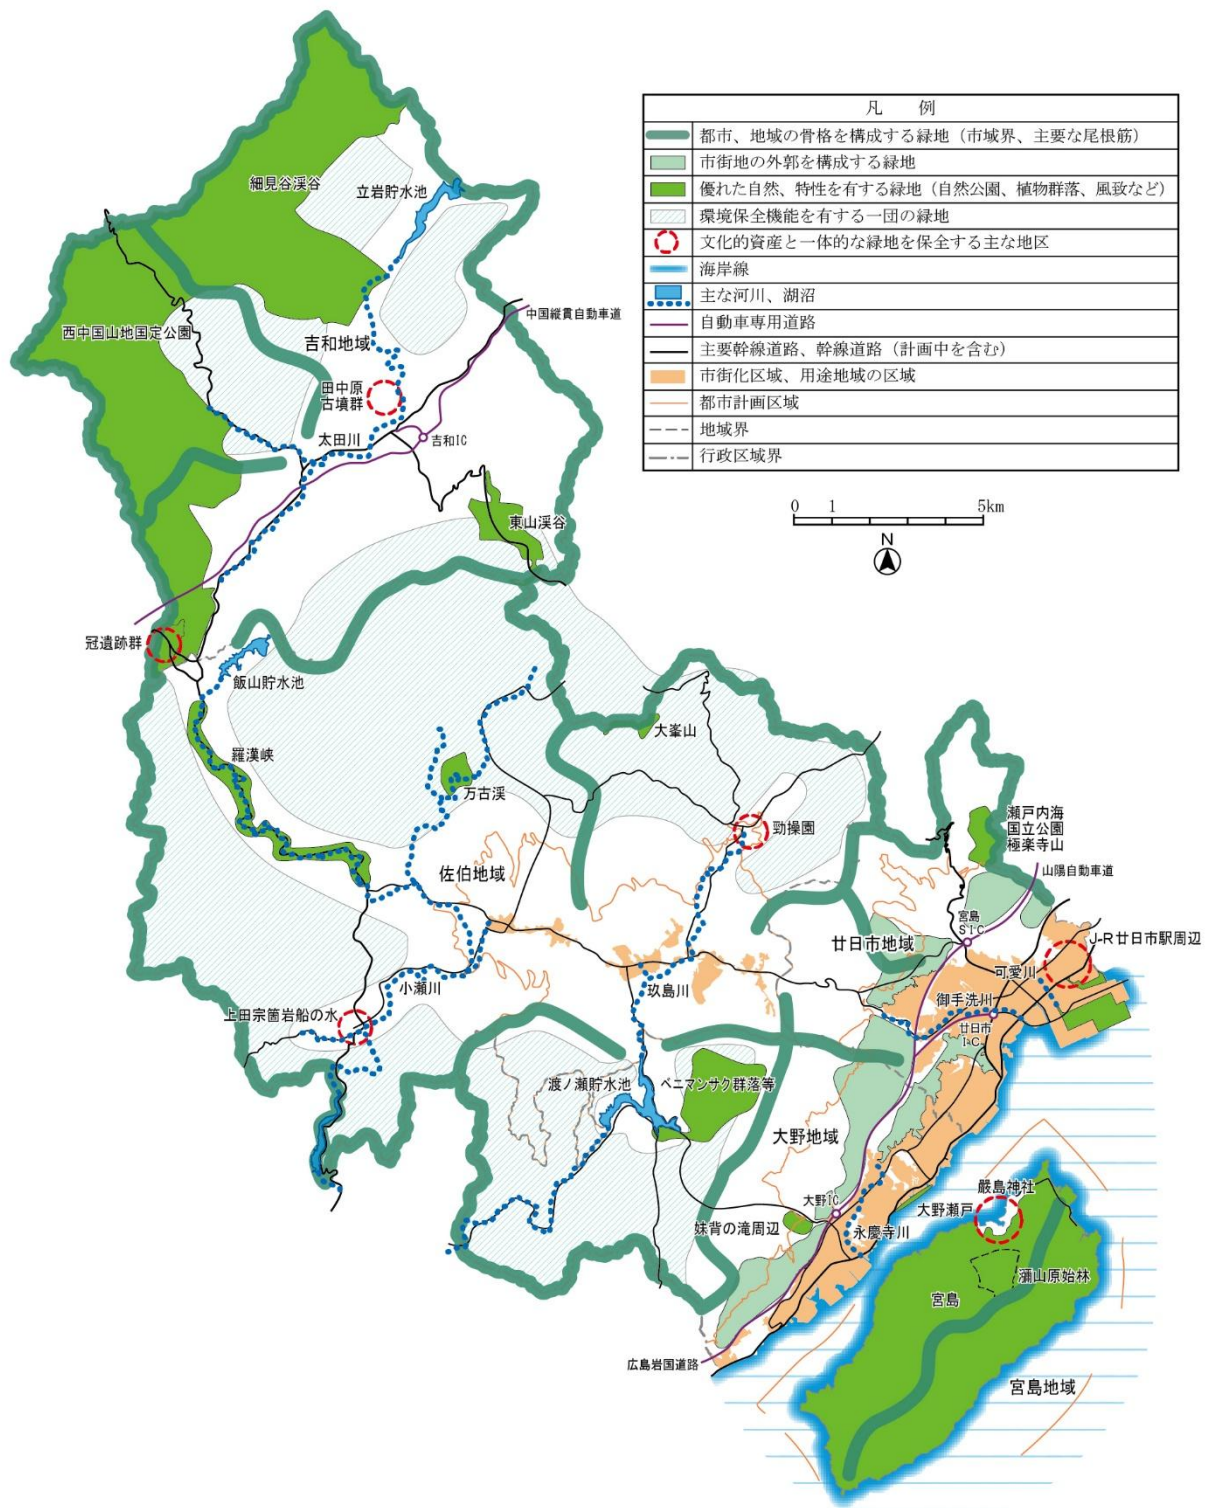 凡 例
都市、地域の骨格を構成する緑地（市域界、主要な尾根筋）
市街地の外郭を構成する緑地
優れた自然、特性を有する緑地（自然公園、植物群落、風致など）
環境保全機能を有する一団の緑地
文化的資産と一体的な緑地を保全する主な地区
海岸線
主な河川、湖沼
自動車専用道路
主要幹線道路、幹線道路（計画中を含む）
市街化区域、用途地域の区域
都市計画区域
地域界
行政区域界
0 1 5km
N
細見谷渓谷
立岩貯水池
中国縦貫自動車道
西中国山地国定公園
吉和地域
田中原
古墳群
太田川
吉和IC
東山渓谷
冠遺跡群
飯山貯水池
羅漢峡
大峯山
万古渓
勁操園
瀬戸内海
国立公園
極楽寺山
山陽自動車道
佐伯地域
宮島
SIC
廿日市地域
J-R廿日市駅周辺
可愛川
小瀬川
玖島川
御手洗川
上田宗箇岩船の水
廿日市
IC
渡ノ瀬貯水池
ベニマンサク群落等
大野地域
厳島神社
大野IC
大野瀬戸
妹背の滝周辺
永慶寺川
瀰山原始林
宮島
広島岩国道路
宮島地域